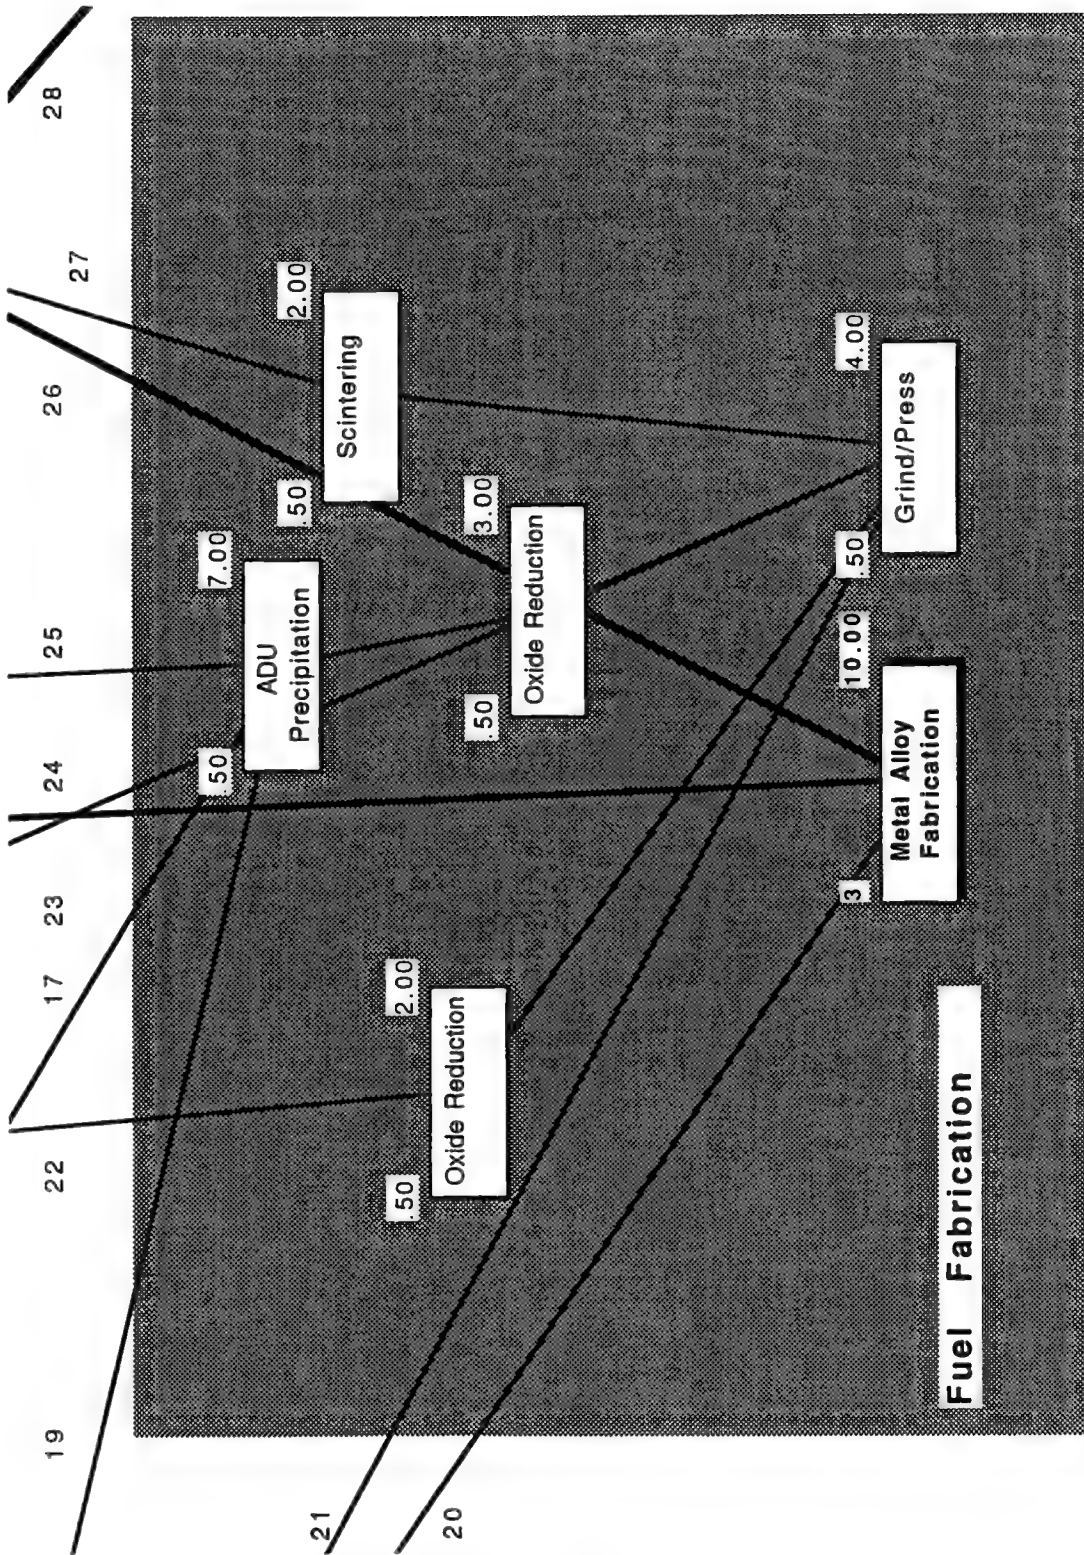 19
22
17
23
24
25
26
27
28
.50
7.00
ADU
Precipitation
.50
2.00
Scintering
21
.50
2.00
Oxide Reduction
20
.50
3.00
Oxide Reduction
3
10.00
Metal Alloy
Fabrication
.50
4.00
Grind/Press
Fuel Fabrication